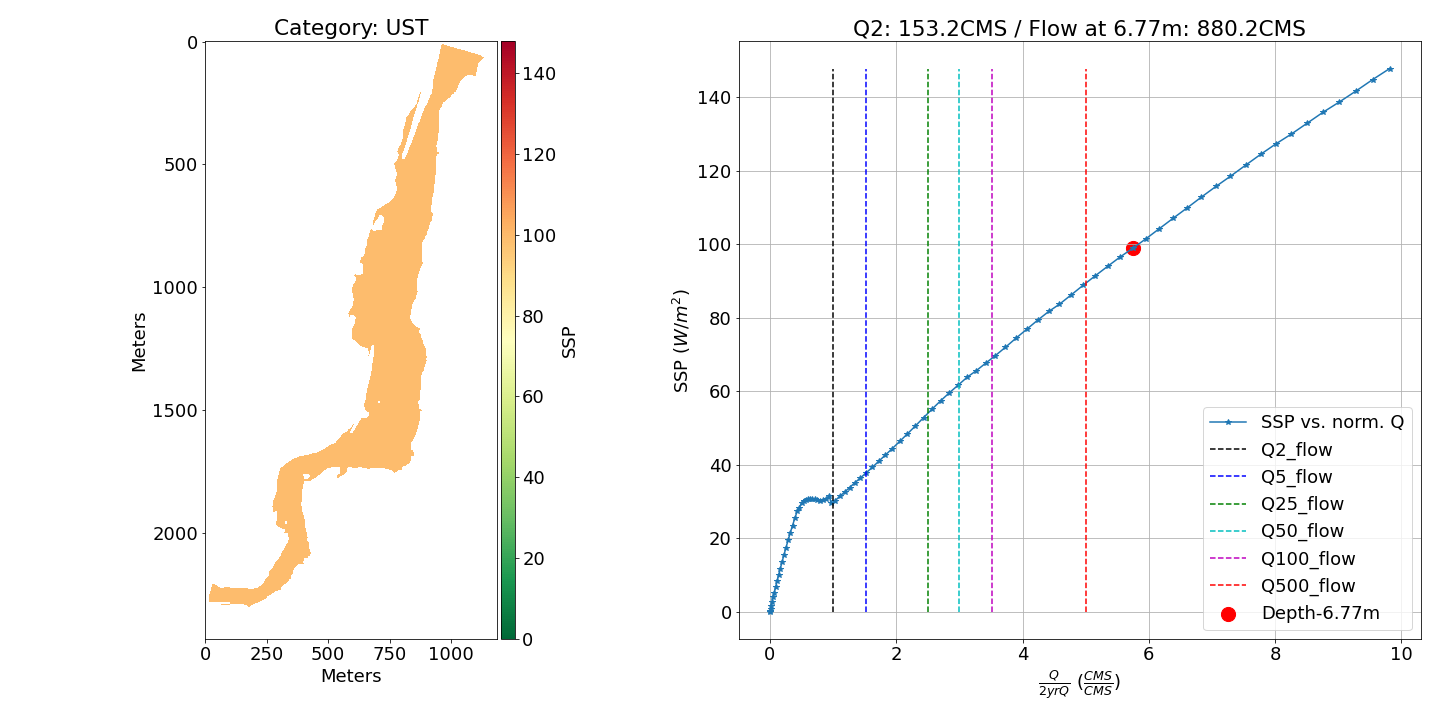 Category: UST
0
500
1000
1500
2000
Meters
0
250
500
750
1000
Meters
140
120
100
80
60
40
20
0
SSP
Q2: 153.2CMS / Flow at 6.77m: 880.2CMS
140
120
100
80
60
40
20
0
SSP (W/m²)
0
2
4
6
8
10
Q/2yrQ (CMS/CMS)
SSP vs. norm. Q
Q2_flow
Q5_flow
Q25_flow
Q50_flow
Q100_flow
Q500_flow
Depth-6.77m